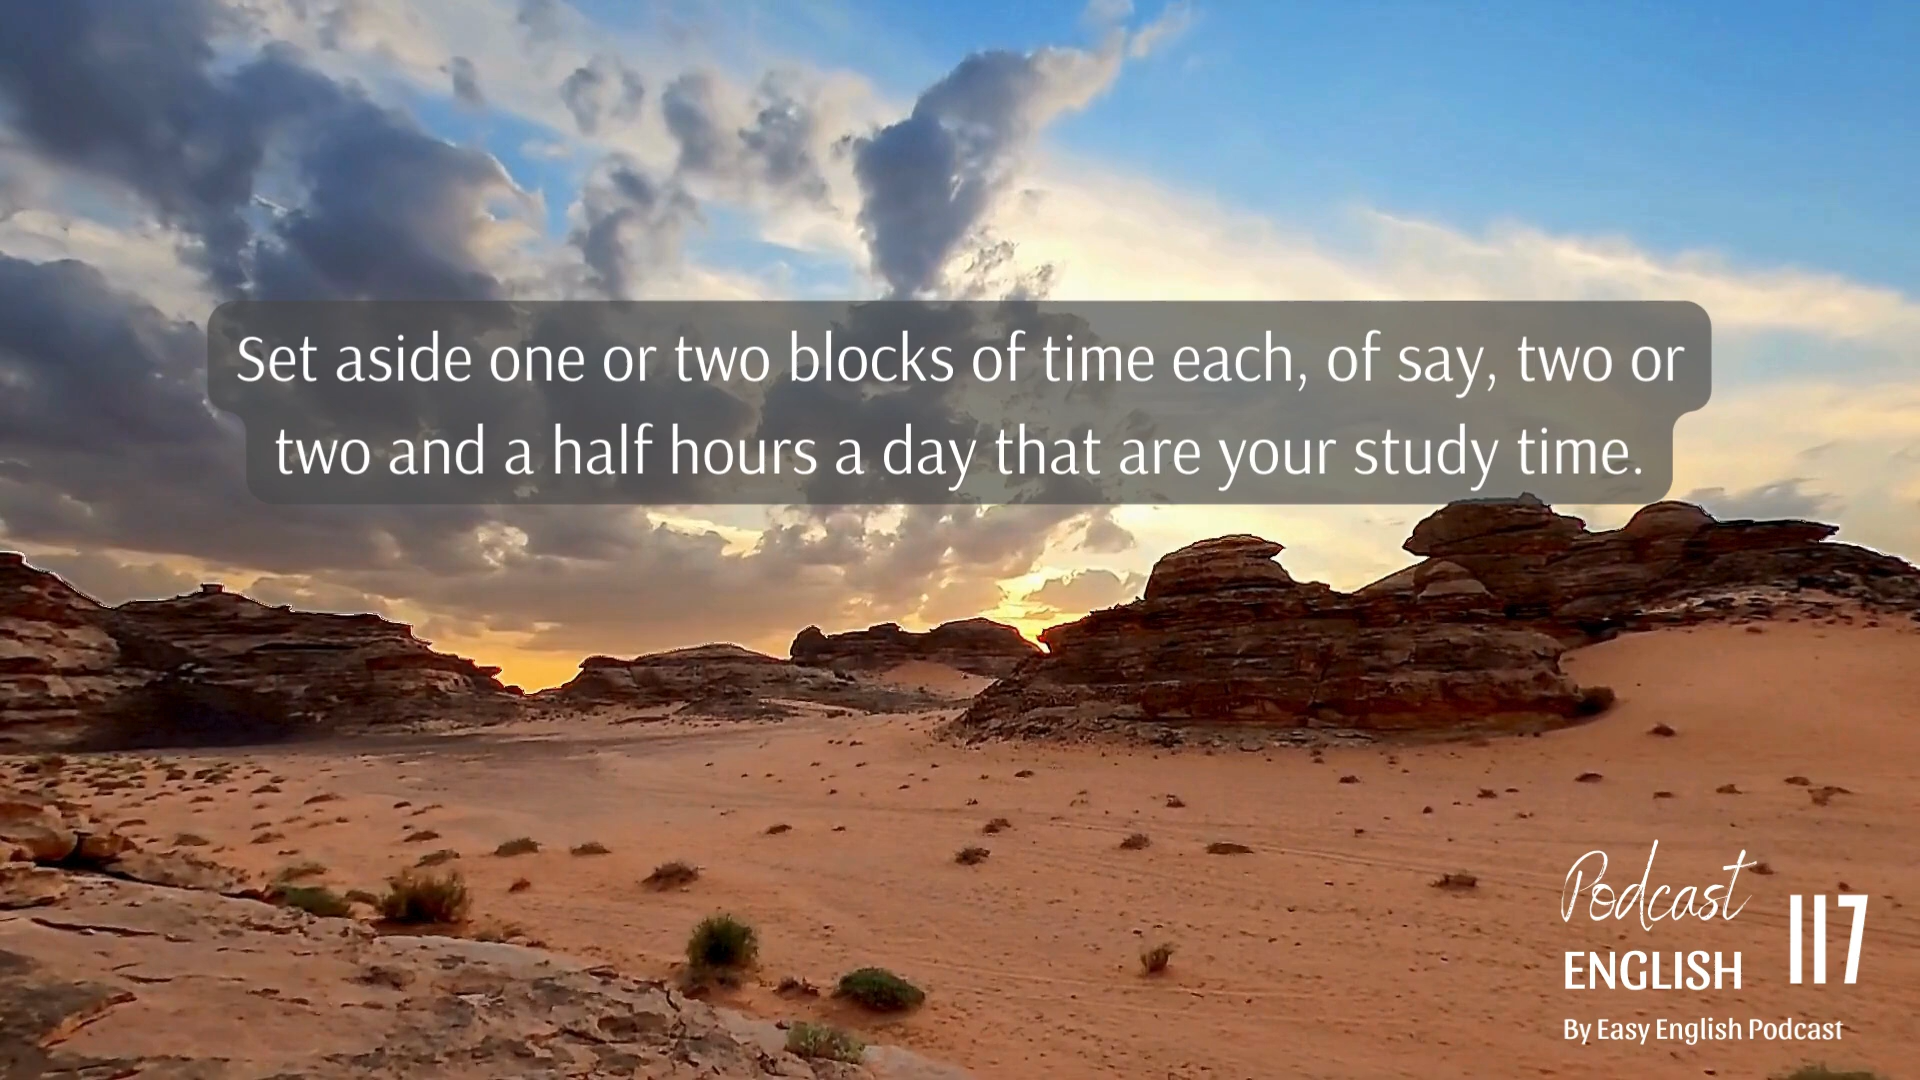 Set aside one or two blocks of time each, of say, two or
two and a half hours a day that are your study time.
Podcast
ENGLISH
117
By Easy English Podcast